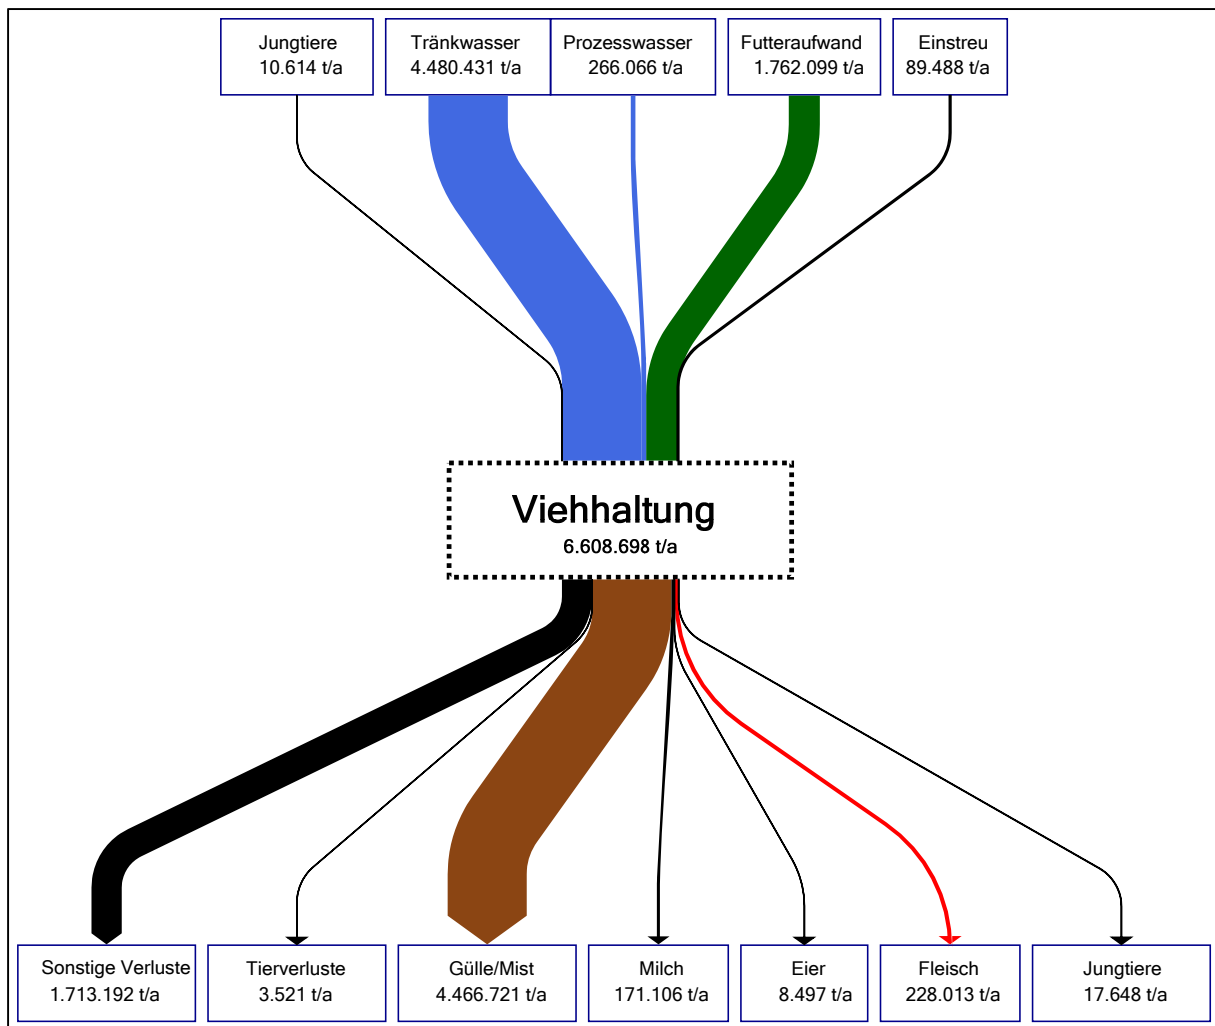 Jungtiere
10.614 t/a
Tränkwasser
4.480.431 t/a
Prozesswasser
266.066 t/a
Futteraufwand
1.762.099 t/a
Einstreu
89.488 t/a
Viehhaltung
6.608.698 t/a
Sonstige Verluste
1.713.192 t/a
Tierverluste
3.521 t/a
Gülle/Mist
4.466.721 t/a
Milch
171.106 t/a
Eier
8.497 t/a
Fleisch
228.013 t/a
Jungtiere
17.648 t/a